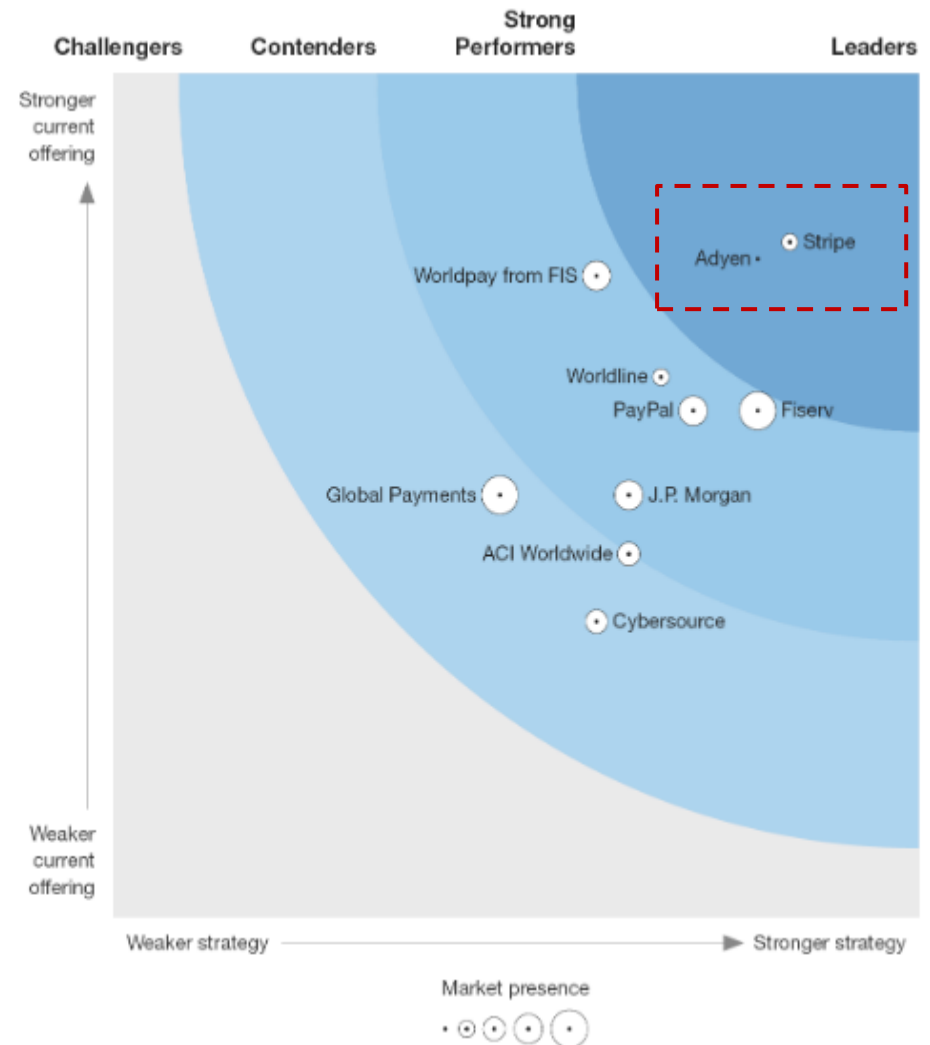 Strong
Challengers Contenders Performers Leaders
Stronger
current
offering
Stripe
Adyen
Worldpay from FIS
Worldline
PayPal Fiserv
Global Payments J.P. Morgan
ACI Worldwide
Cybersource
Weaker
current
offering
Weaker strategy Stronger strategy
Market presence